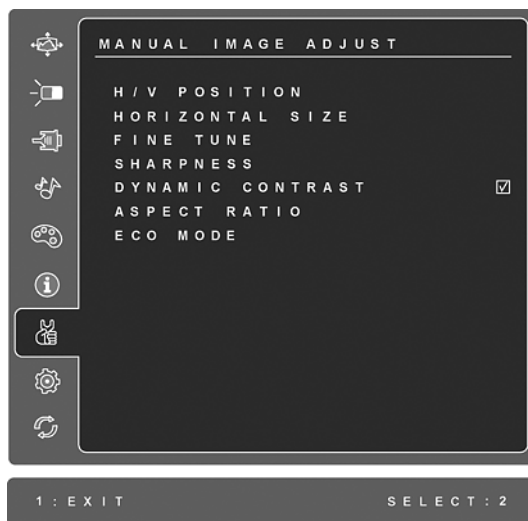 MANUAL IMAGE ADJUST
H/V POSITION
HORIZONTAL SIZE
FINE TUNE
SHARPNESS
DYNAMIC CONTRAST
ASPECT RATIO
ECO MODE
1:EXIT SELECT:2